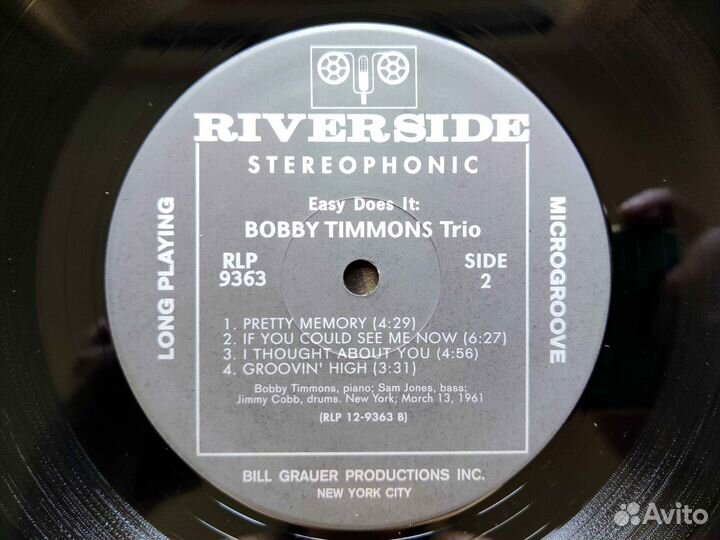 RIVERSIDE
STEREOPHONIC
Easy Does It:
BOBBY TIMMONS Trio
RLP
9363
SIDE
2
LONG PLAYING
MICROGROOVE
1. PRETTY MEMORY (4:29)
2. IF YOU COULD SEE ME NOW (6:27)
3. I THOUGHT ABOUT YOU (4:56)
4. GROOVIN' HIGH (3:31)
Bobby Timmons, piano; Sam Jones, bass;
Jimmy Cobb, drums. New York; March 13, 1961
(RLP 12-9363 B)
BILL GRAUER PRODUCTIONS INC.
NEW YORK CITY
Avito